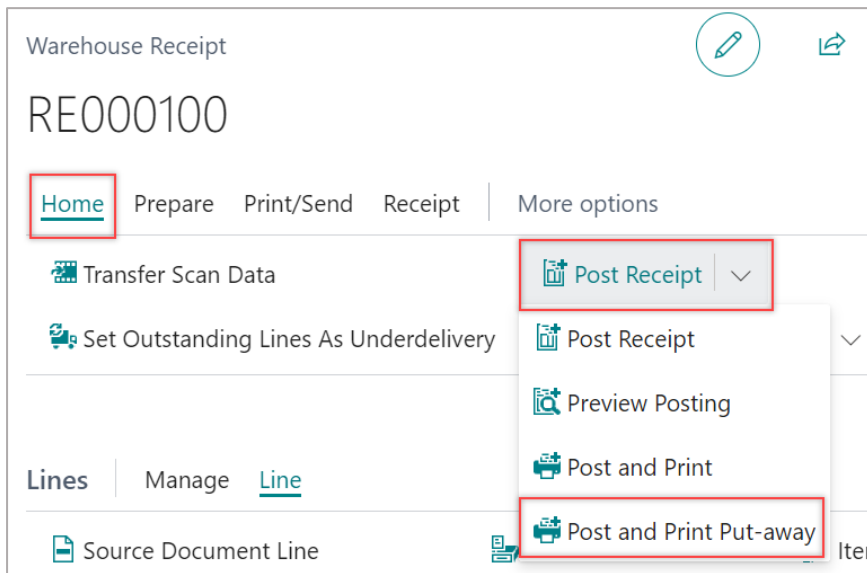 Warehouse Receipt
RE000100
Home Prepare Print/Send Receipt More options
Transfer Scan Data Post Receipt
Set Outstanding Lines As Underdelivery Post Receipt
Preview Posting
Post and Print
Lines Manage Line
Post and Print Put-away
Source Document Line